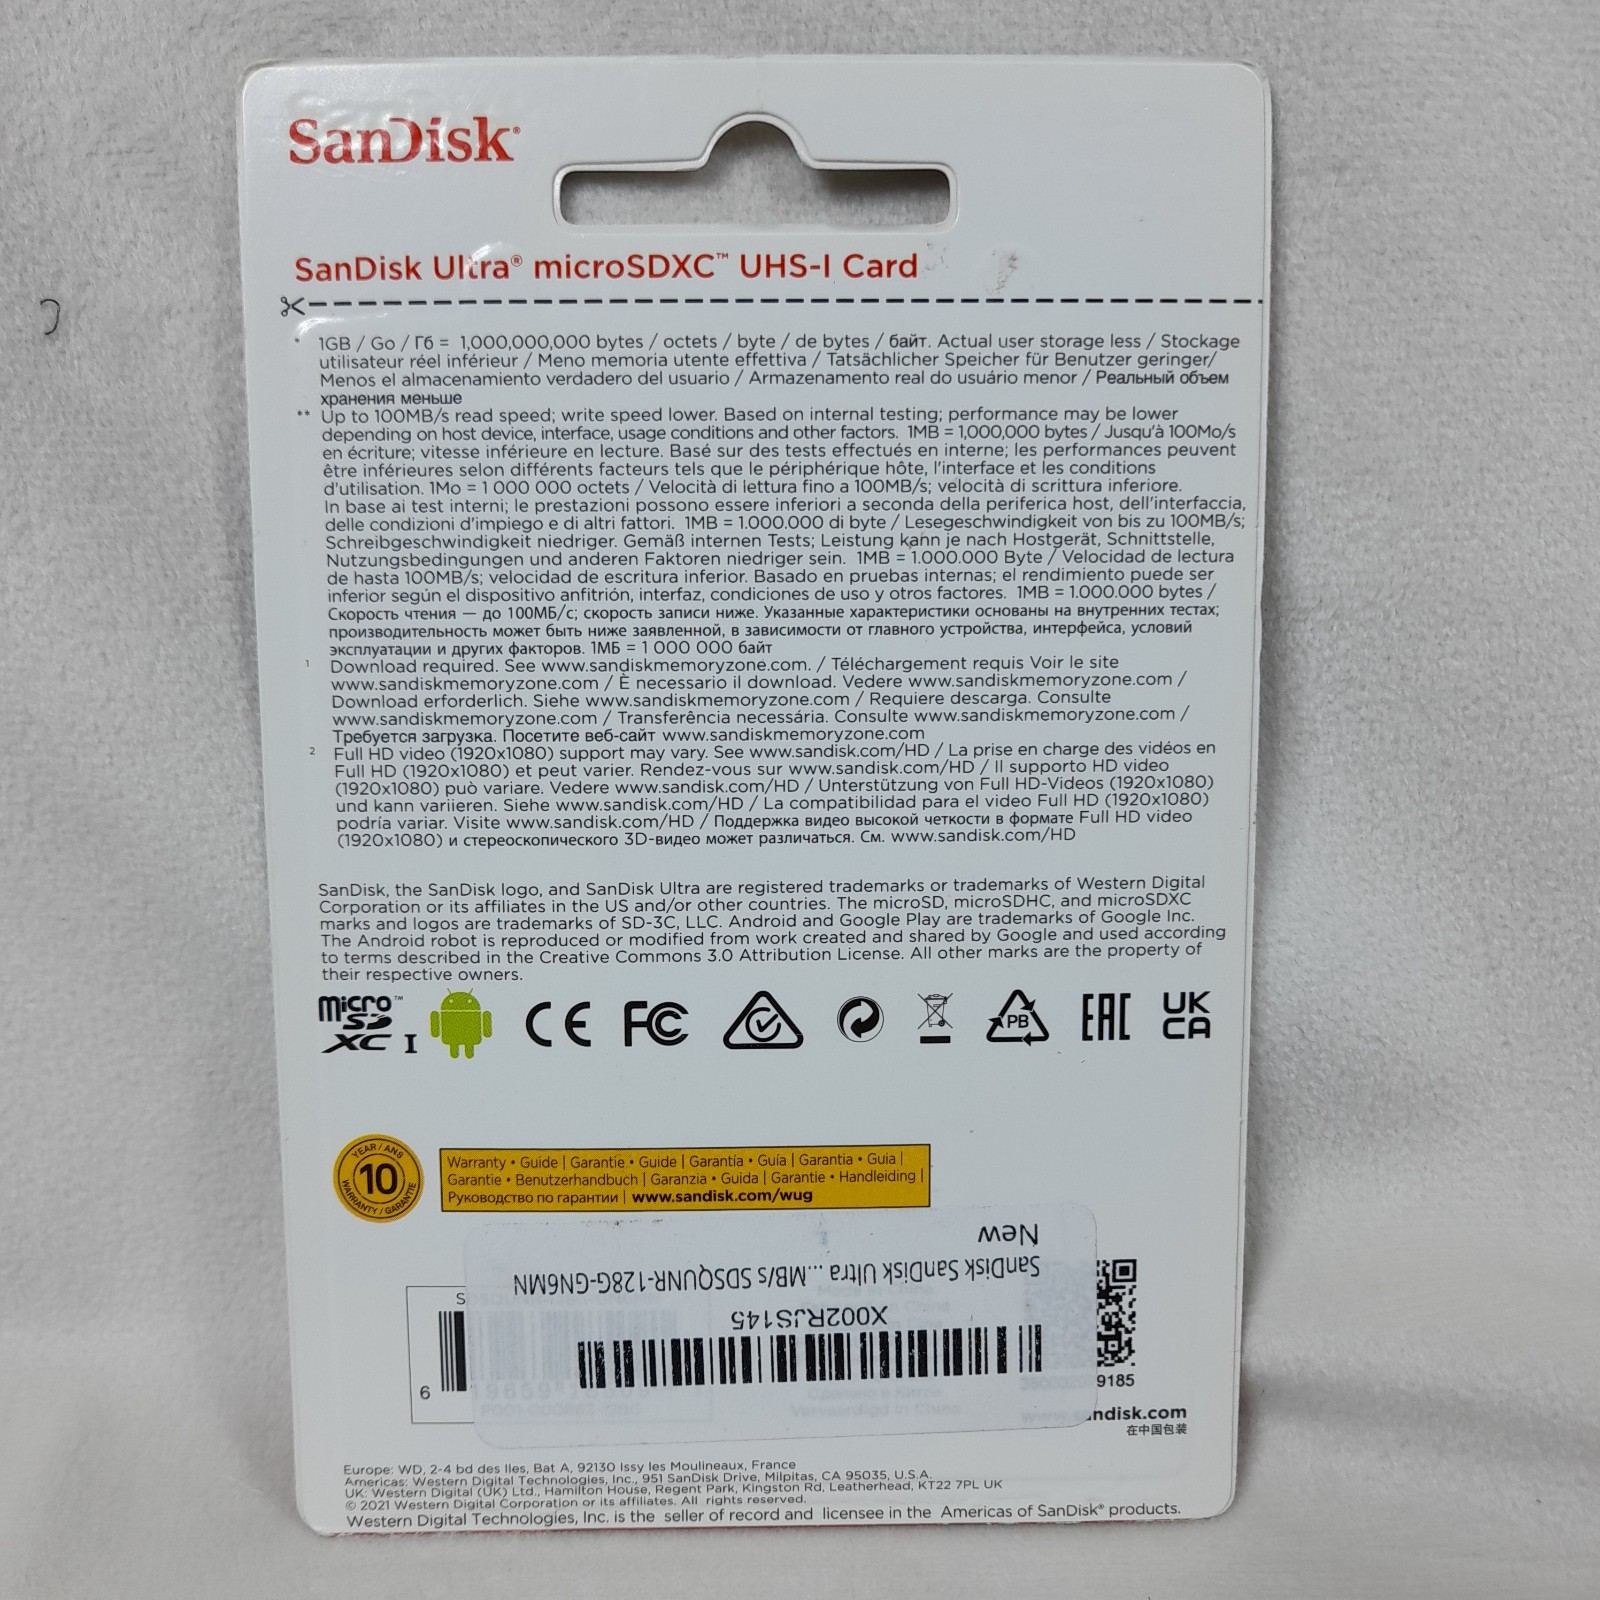 SanDisk®
SanDisk Ultra® microSDXC™ UHS-I Card
* 1GB / Go / Гб = 1,000,000,000 bytes / octets / byte / de bytes / байт. Actual user storage less / Stockage
utilisateur réel inférieur / Meno memoria utente effettiva / Tatsächlicher Speicher für Benutzer geringer/
Menos el almacenamiento verdadero del usuario / Armazenamento real do usuário menor / Реальный объем
хранения меньше
** Up to 100MB/s read speed; write speed lower. Based on internal testing; performance may be lower
depending on host device, interface, usage conditions and other factors. 1MB = 1,000,000 bytes / Jusqu'à 100Mo/s
en écriture; vitesse inférieure en lecture. Basé sur des tests effectués en interne; les performances peuvent
être inférieures selon différents facteurs tels que le périphérique hôte, l'interface et les conditions
d'utilisation. 1Mo = 1 000 000 octets / Velocità di lettura fino a 100MB/s; velocità di scrittura inferiore.
In base ai test interni; le prestazioni possono essere inferiori a seconda della periferica host, dell'interfaccia,
delle condizioni d'impiego e di altri fattori. 1MB = 1.000.000 di byte / Lesegeschwindigkeit von bis zu 100MB/s;
Schreibgeschwindigkeit niedriger. Gemäß internen Tests; Leistung kann je nach Hostgerät, Schnittstelle,
Nutzungsbedingungen und anderen Faktoren niedriger sein. 1MB = 1.000.000 Byte / Velocidad de lectura
de hasta 100MB/s; velocidad de escritura inferior. Basado en pruebas internas; el rendimiento puede ser
inferior según el dispositivo anfitrión, interfaz, condiciones de uso y otros factores. 1MB = 1.000.000 bytes /
Скорость чтения — до 100МБ/с; скорость записи ниже. Указанные характеристики основаны на внутренних тестах;
производительность может быть ниже заявленной, в зависимости от главного устройства, интерфейса, условий
эксплуатации и других факторов. 1МБ = 1 000 000 байт
1 Download required. See www.sandiskmemoryzone.com. / Téléchargement requis Voir le site
www.sandiskmemoryzone.com / È necessario il download. Vedere www.sandiskmemoryzone.com /
Download erforderlich. Siehe www.sandiskmemoryzone.com / Requiere descarga. Consulte
www.sandiskmemoryzone.com / Transferência necessária. Consulte www.sandiskmemoryzone.com /
Требуется загрузка. Посетите веб-сайт www.sandiskmemoryzone.com
2 Full HD video (1920x1080) support may vary. See www.sandisk.com/HD / La prise en charge des vidéos en
Full HD (1920x1080) et peut varier. Rendez-vous sur www.sandisk.com/HD / Il supporto HD video
(1920x1080) può variare. Vedere www.sandisk.com/HD / Unterstützung von Full HD-Videos (1920x1080)
und kann variieren. Siehe www.sandisk.com/HD / La compatibilidad para el video Full HD (1920x1080)
podría variar. Visite www.sandisk.com/HD / Поддержка видео высокой четкости в формате Full HD video
(1920x1080) и стереоскопического 3D-видео может различаться. См. www.sandisk.com/HD
SanDisk, the SanDisk logo, and SanDisk Ultra are registered trademarks or trademarks of Western Digital
Corporation or its affiliates in the US and/or other countries. The microSD, microSDHC, and microSDXC
marks and logos are trademarks of SD-3C, LLC. Android and Google Play are trademarks of Google Inc.
The Android robot is reproduced or modified from work created and shared by Google and used according
to terms described in the Creative Commons 3.0 Attribution License. All other marks are the property of
their respective owners.
micro SD XC I CE FC PB EAC UK CA
YEAR / ANS
10
WARRANTY / GARANTIE
Warranty • Guide | Garantie • Guide | Garantía • Guía | Garantia • Guia |
Garantie • Benutzerhandbuch | Garanzia • Guida | Garantie • Handleiding |
Руководство по гарантии | www.sandisk.com/wug
X002RJS145
SanDisk SanDisk Ultra ...MB/s SDSQUNR-128G-GN6MN
New
6
9185
ndisk.com
在中国包装
Europe: WD, 2-4 bd des Iles, Bat A, 92130 Issy les Moulineaux, France
Americas: Western Digital Technologies, Inc., 951 SanDisk Drive, Milpitas, CA 95035, U.S.A.
UK: Western Digital (UK) Ltd., Hamilton House, Regent Park, Kingston Rd, Leatherhead, KT22 7PL UK
© 2021 Western Digital Corporation or its affiliates. All rights reserved.
Western Digital Technologies, Inc. is the seller of record and licensee in the Americas of SanDisk® products.